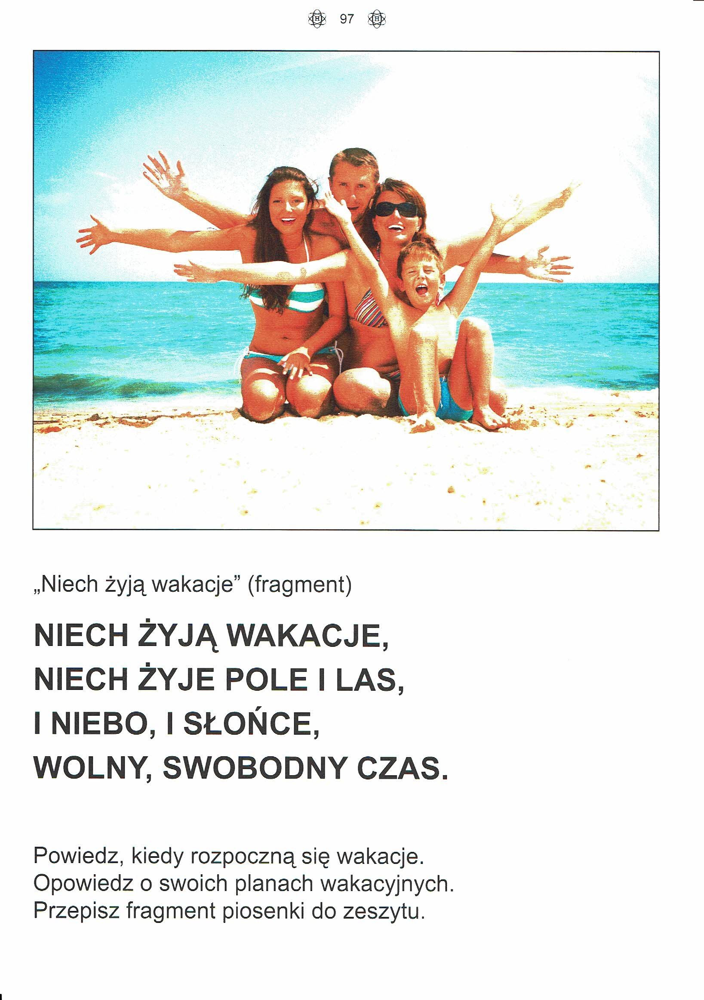 97
„Niech żyją wakacje” (fragment)
NIECH ŻYJĄ WAKACJE,
NIECH ŻYJE POLE I LAS,
I NIEBO, I SŁOŃCE,
WOLNY, SWOBODNY CZAS.
Powiedz, kiedy rozpoczną się wakacje.
Opowiedz o swoich planach wakacyjnych.
Przepisz fragment piosenki do zeszytu.